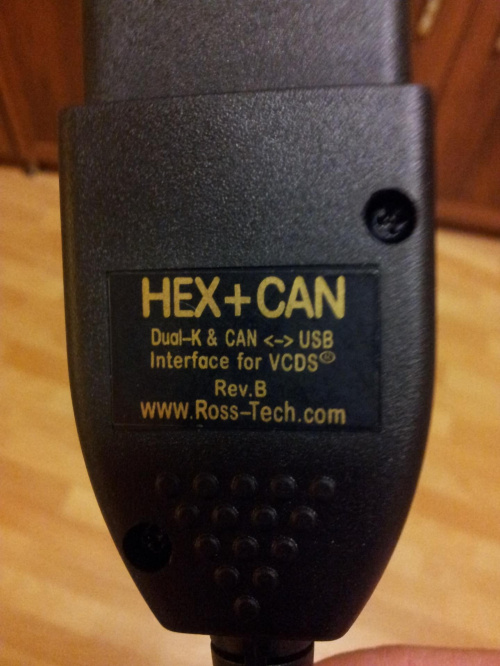 HEX+CAN
Dual-K & CAN <-> USB
Interface for VCDS®
Rev.B
www.Ross-Tech.com